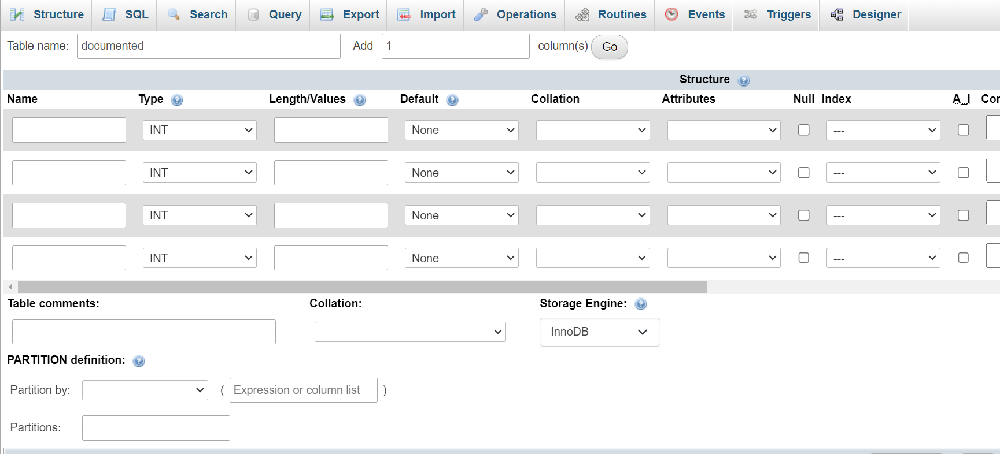 Structure SQL Search Query Export Import Operations Routines Events Triggers Designer
Table name: documented Add 1 column(s) Go
Structure
Name Type Length/Values Default Collation Attributes Null Index A_I
INT None ---
INT None ---
INT None ---
INT None ---
Table comments: Collation: Storage Engine:
InnoDB
PARTITION definition:
Partition by: ( Expression or column list )
Partitions: